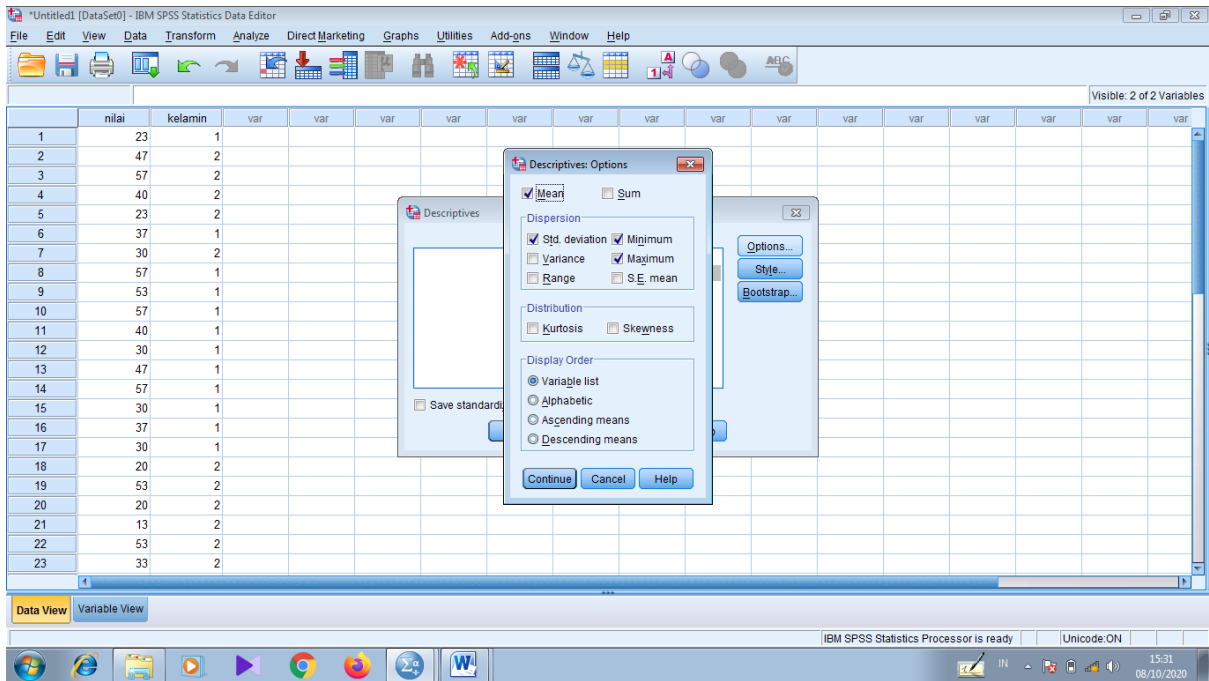 *Untitled1 [DataSet0] - IBM SPSS Statistics Data Editor
File Edit View Data Transform Analyze Direct Marketing Graphs Utilities Add-ons Window Help
Visible: 2 of 2 Variables
nilai kelamin var var var var var var var var var var var var var var var
1 23 1
2 47 2
3 57 2
4 40 2
5 23 2
6 37 1
7 30 2
8 57 1
9 53 1
10 57 1
11 40 1
12 30 1
13 47 1
14 57 1
15 30 1
16 37 1
17 30 1
18 20 2
19 53 2
20 20 2
21 13 2
22 53 2
23 33 2
Descriptives
Options...
Style...
Bootstrap...
Save
Descriptives: Options
Mean Sum
Dispersion
Std. deviation Minimum
Variance Maximum
Range S.E. mean
Distribution
Kurtosis Skewness
Display Order
Variable list
Alphabetic
Ascending means
Descending means
Continue Cancel Help
Data View Variable View
IBM SPSS Statistics Processor is ready Unicode:ON
IN 15:31
08/10/2020